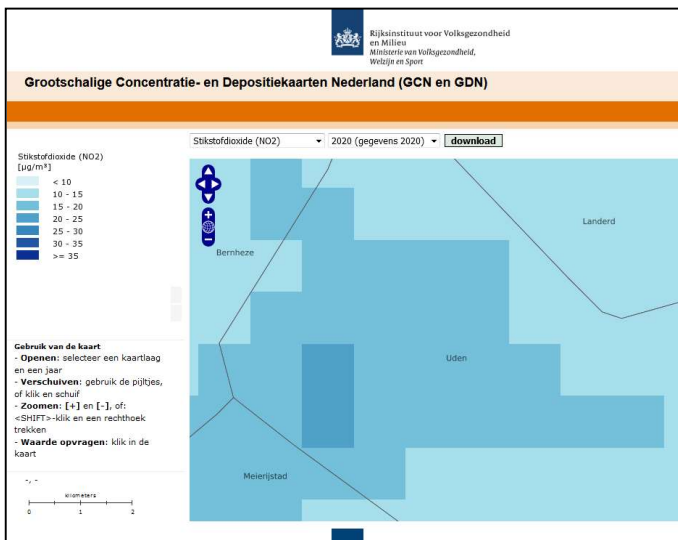 Rijksinstituut voor Volksgezondheid
en Milieu
Ministerie van Volksgezondheid,
Welzijn en Sport
Grootschalige Concentratie- en Depositiekaarten Nederland (GCN en GDN)
Stikstofdioxide (NO2) 2020 (gegevens 2020) download
Stikstofdioxide (NO2)
[µg/m³]
< 10
10 - 15
15 - 20
20 - 25
25 - 30
30 - 35
>= 35
Landerd
Bernheze
Uden
Meierijstad
Gebruik van de kaart
- Openen: selecteer een kaartlaag
en een jaar
- Verschuiven: gebruik de pijltjes,
of klik en schuif
- Zoomen: [+] en [-], of:
<SHIFT>-klik en een rechthoek
trekken
- Waarde opvragen: klik in de
kaart
-, -
kilometers
0 1 2